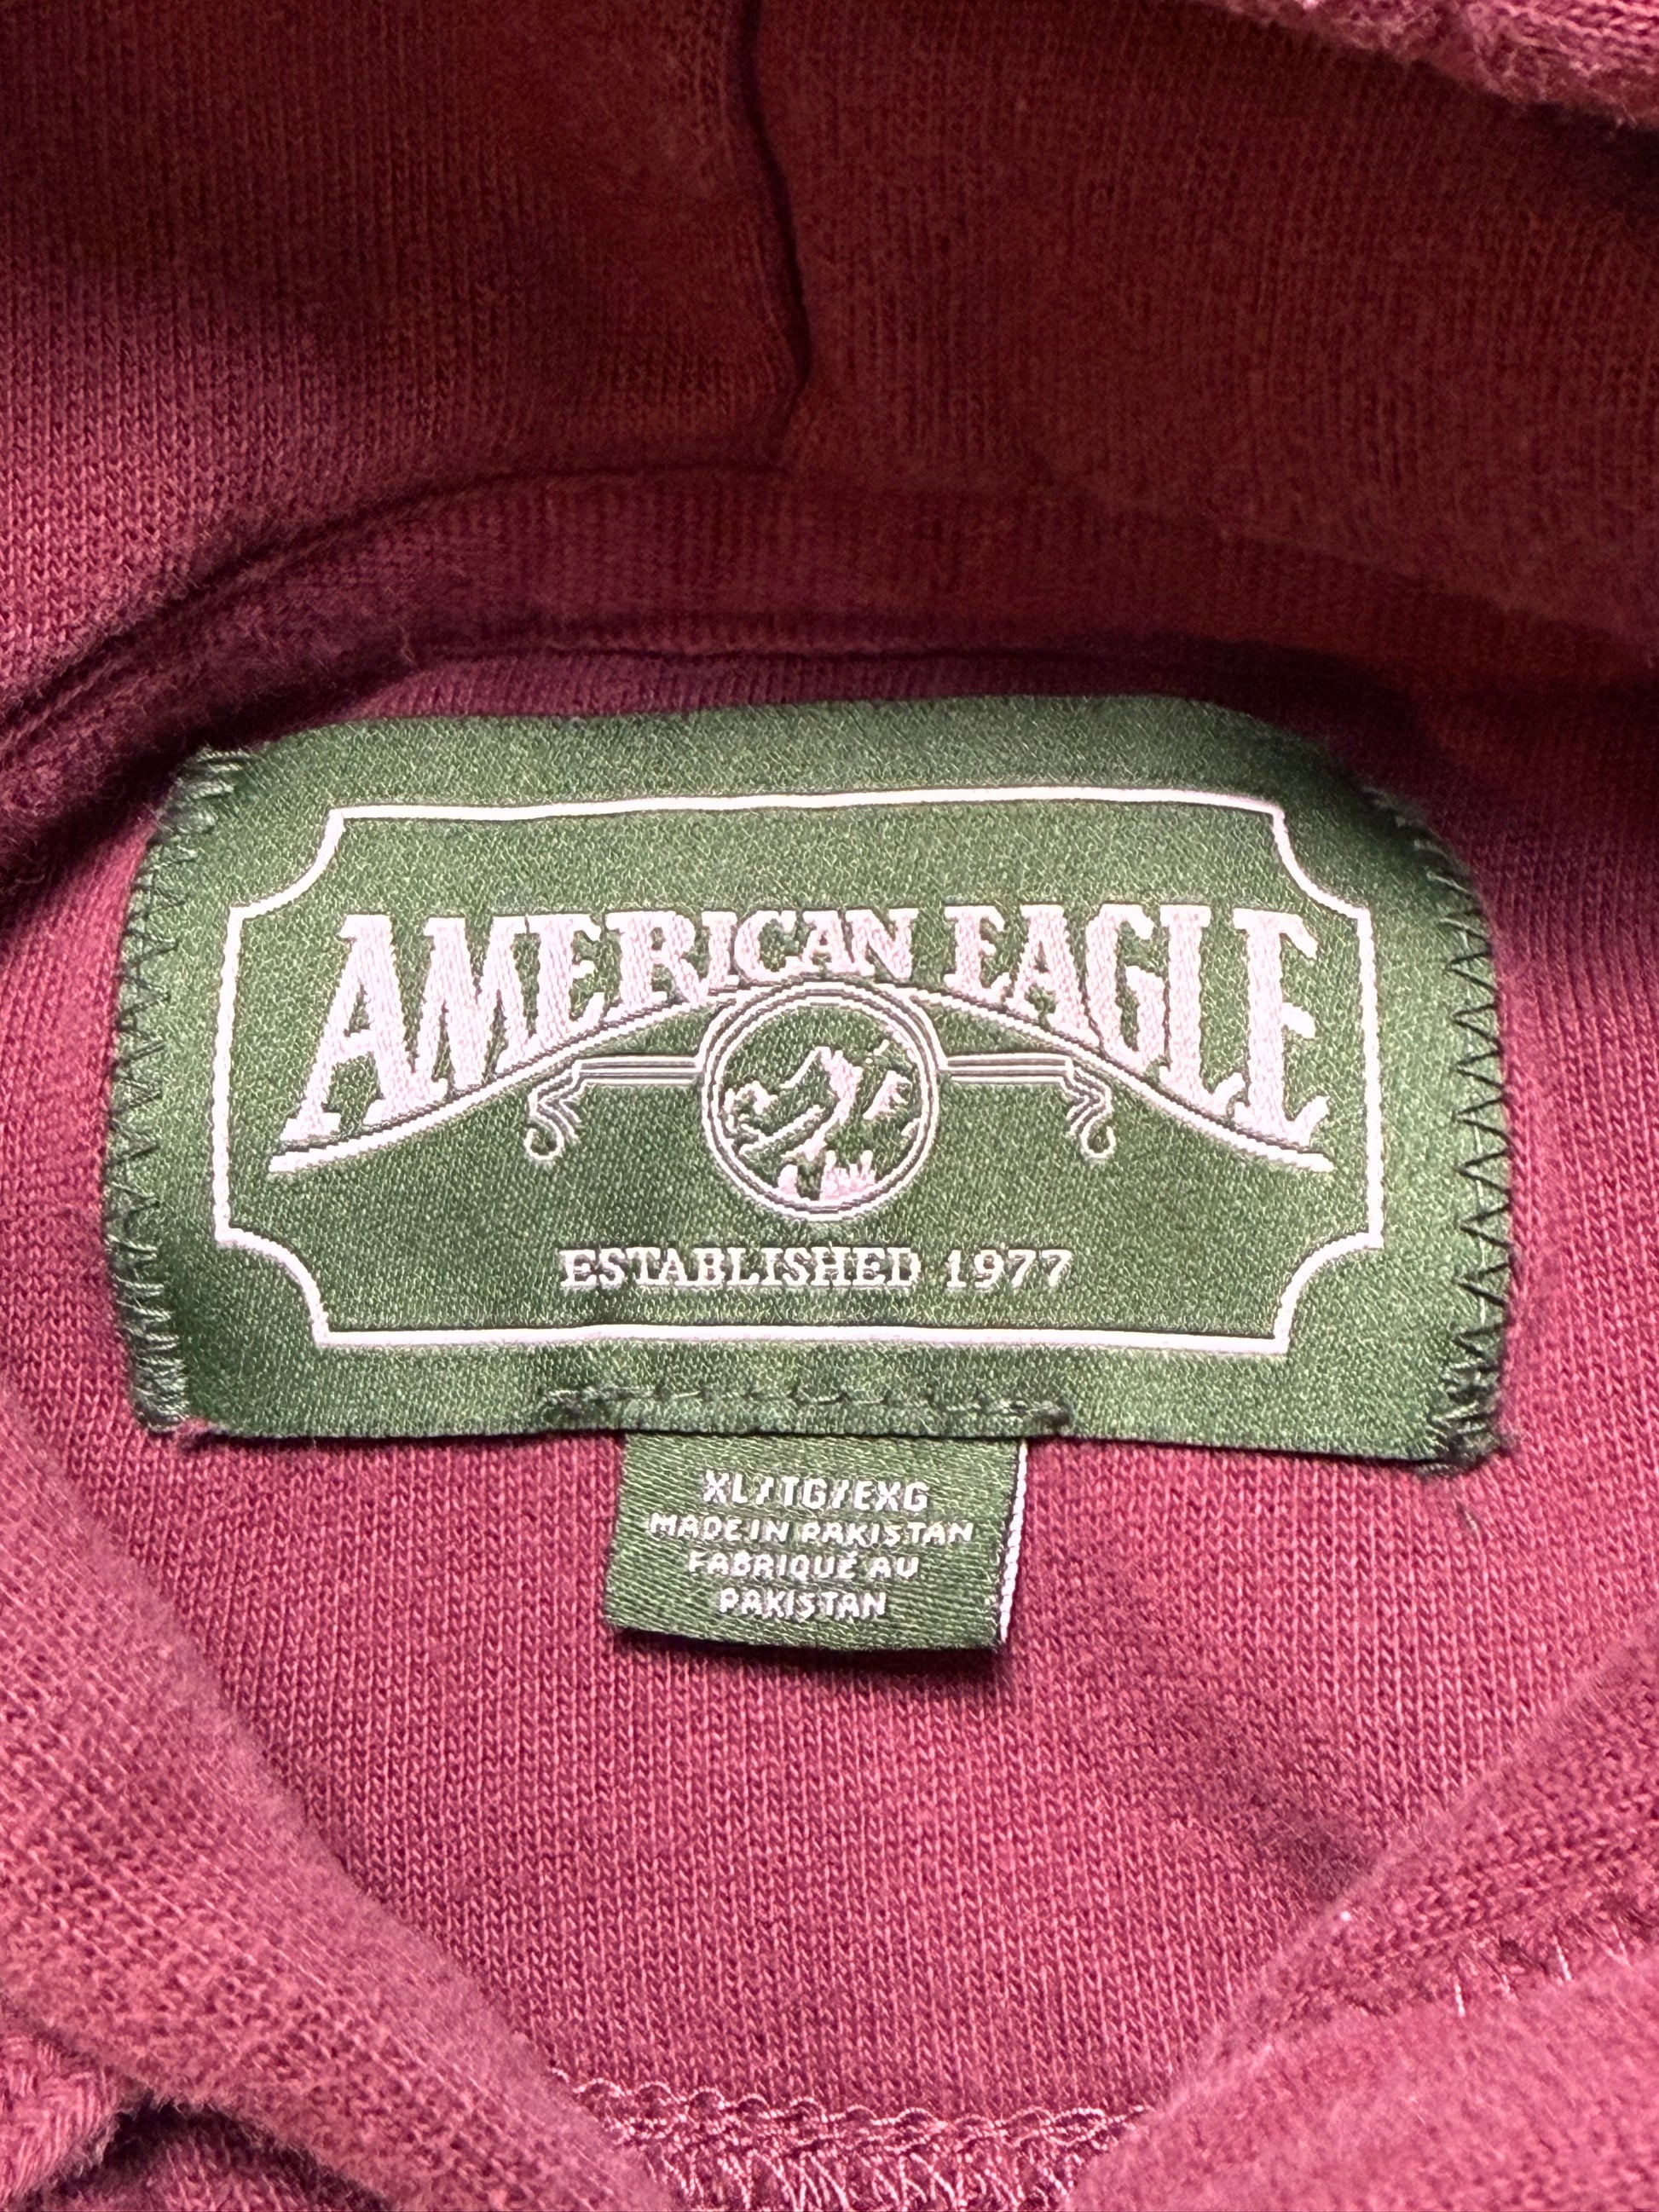 AMERICAN EAGLE
ESTABLISHED 1977
XL/TG/EXG
MADE IN PAKISTAN
FABRIQUÉ AU
PAKISTAN